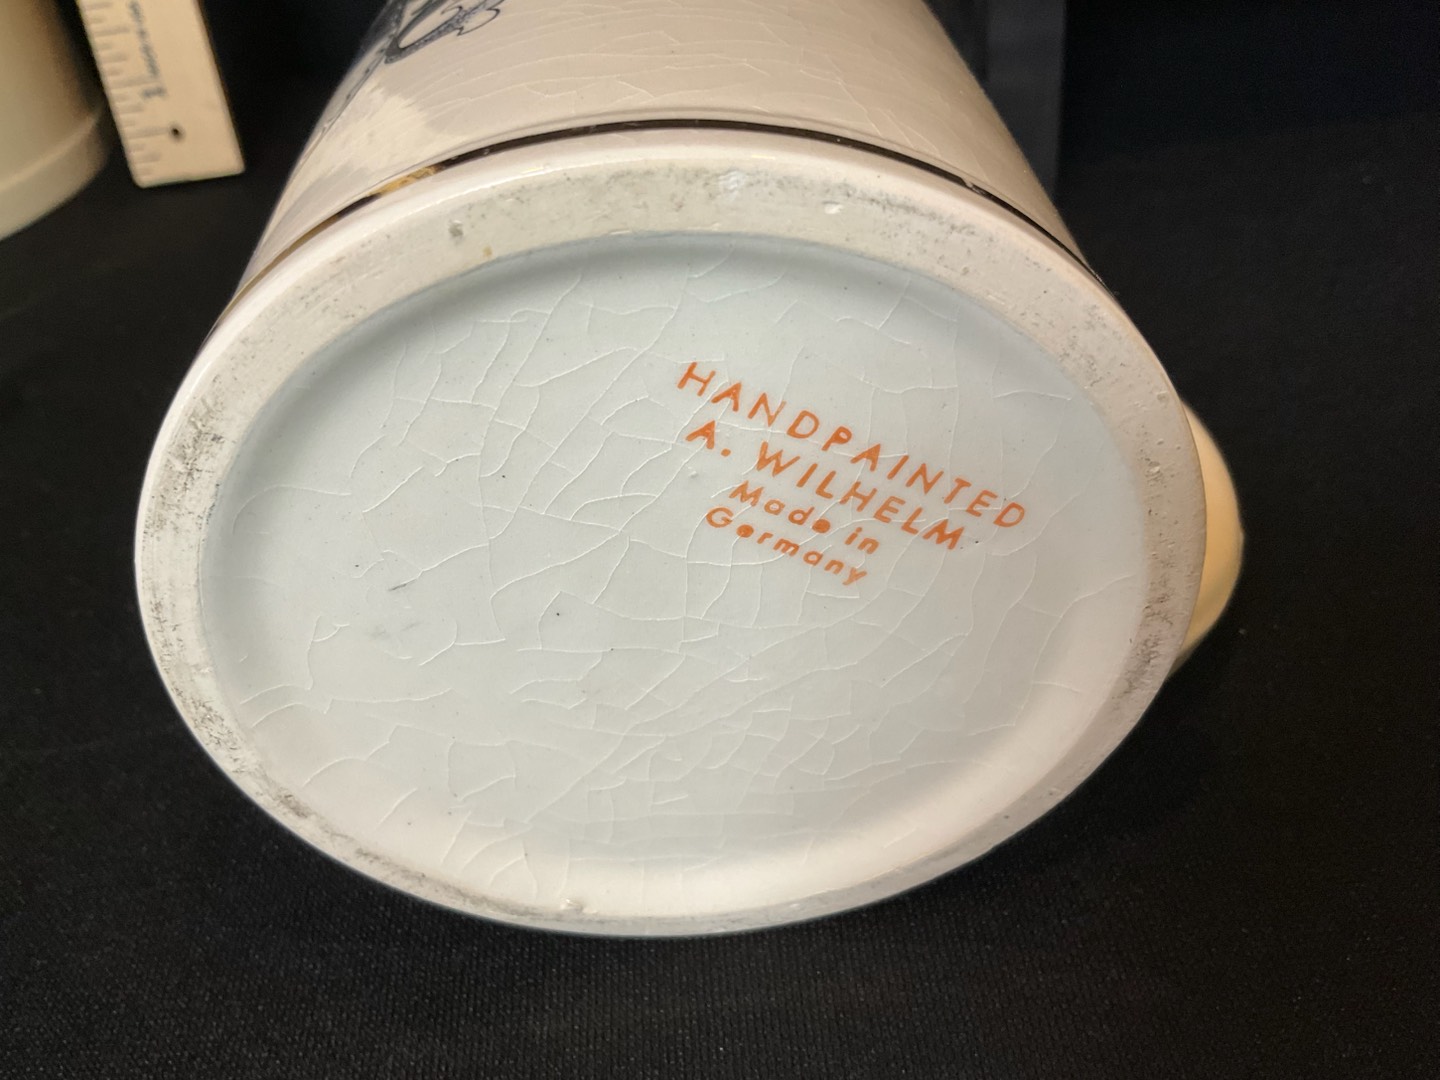 HANDPAINTED
A. WILHELM
Made in
Germany